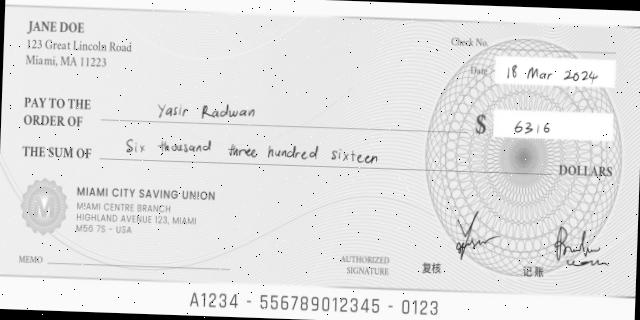 JANE DOE
123 Great Lincoln Road
Miami, MA 11223
Check No.
Date
18 Mar 2024
PAY TO THE
ORDER OF
Yasir Radwan
$ 6316
THE SUM OF
Six thousand three hundred sixteen
DOLLARS
M
MIAMI CITY SAVING UNION
MIAMI CENTRE BRANCH
HIGHLAND AVENUE 123, MIAMI
M56 7S - USA
MEMO
AUTHORIZED
SIGNATURE
复核
记账
A1234 - 556789012345 - 0123